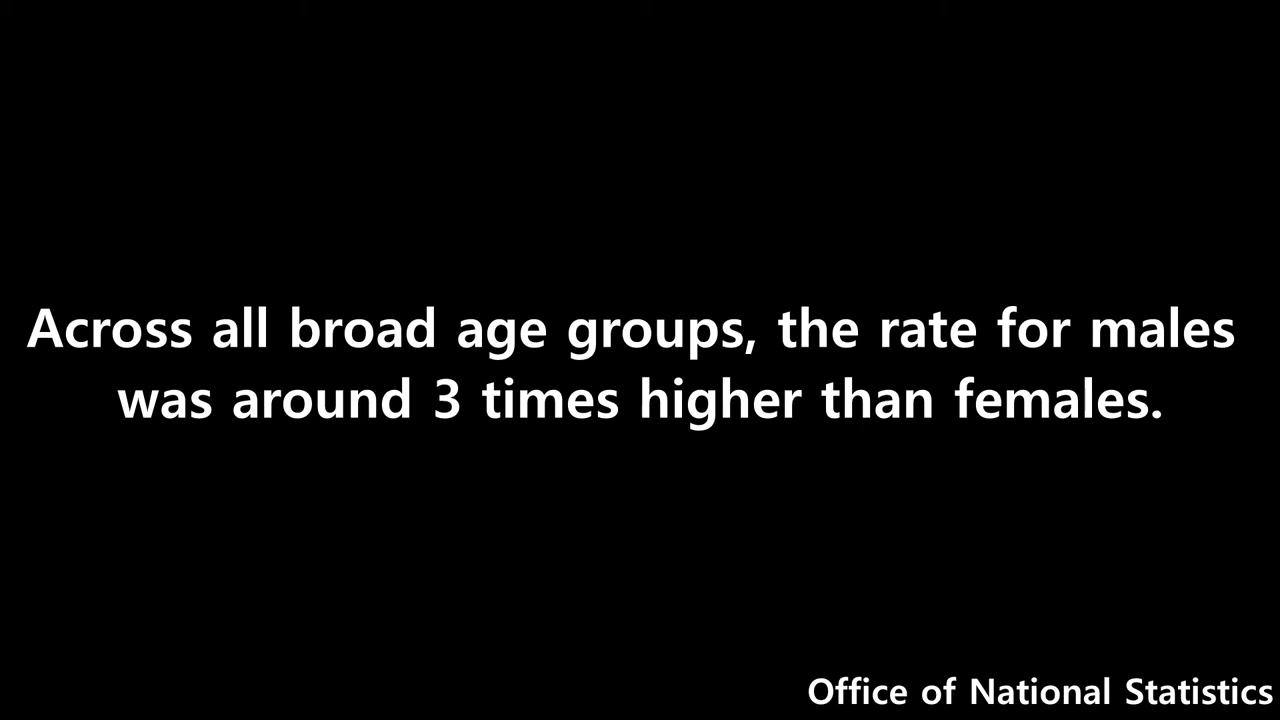 Across all broad age groups, the rate for males
was around 3 times higher than females.
Office of National Statistics